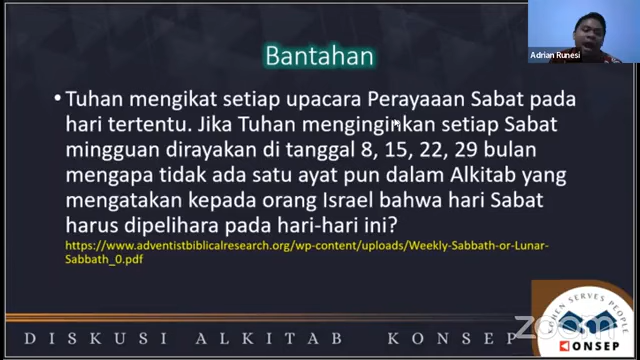 Adrian Runesi
Bantahan
• Tuhan mengikat setiap upacara Perayaaan Sabat pada
hari tertentu. Jika Tuhan menginginkan setiap Sabat
mingguan dirayakan di tanggal 8, 15, 22, 29 bulan
mengapa tidak ada satu ayat pun dalam Alkitab yang
mengatakan kepada orang Israel bahwa hari Sabat
harus dipelihara pada hari-hari ini?
https://www.adventistbiblicalresearch.org/wp-content/uploads/Weekly-Sabbath-or-Lunar-
Sabbath_0.pdf
DISKUSI ALKITAB KONSEP
SERVES PEOPLE
zoom
KONSEP